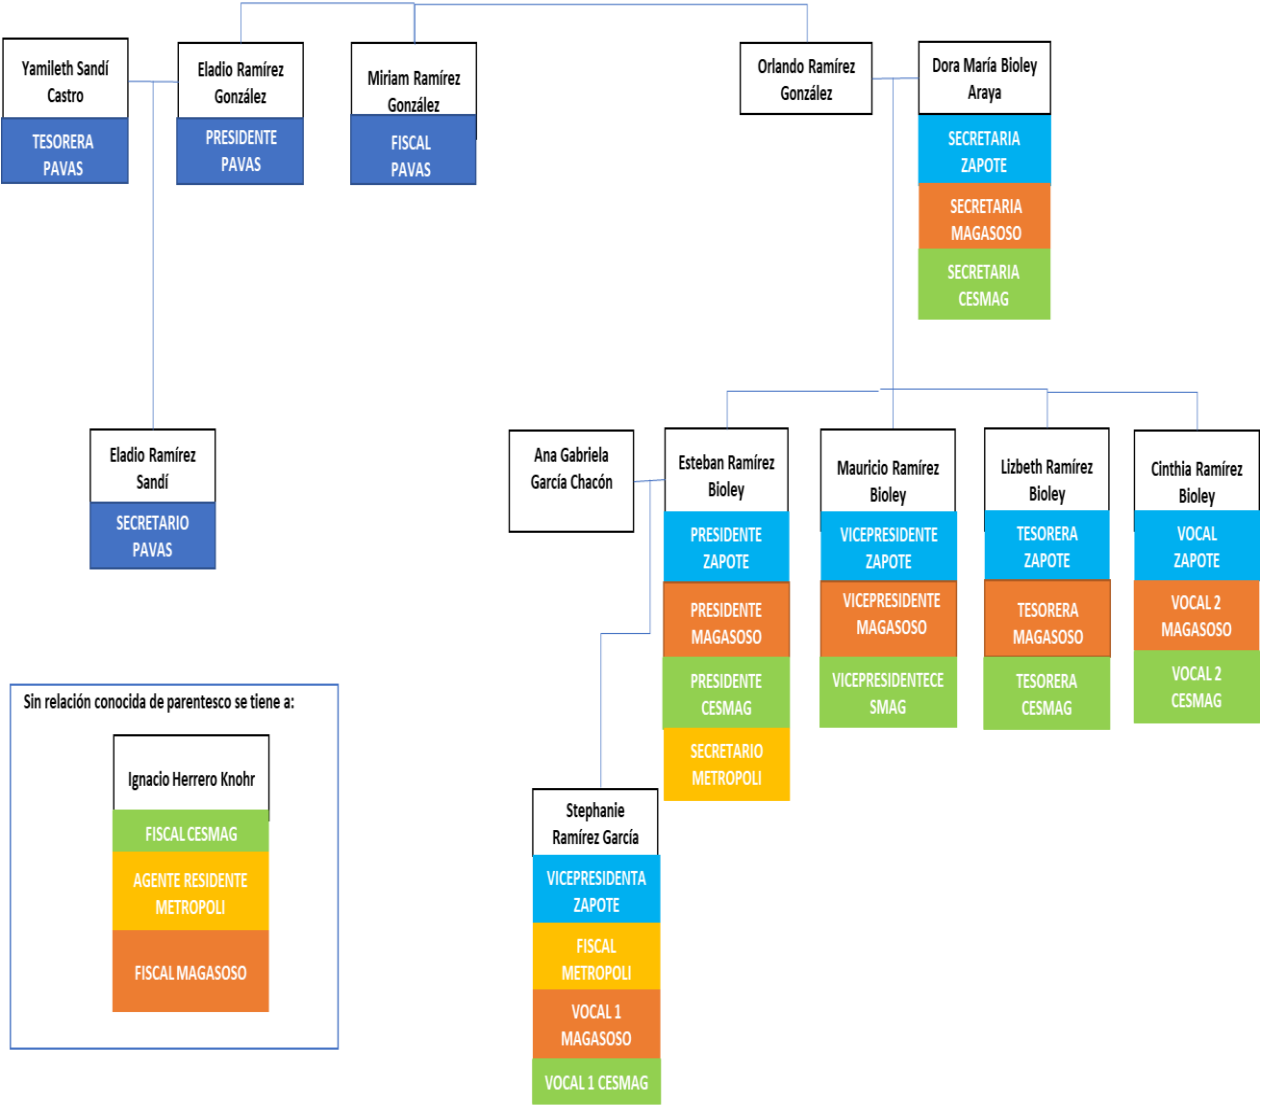 Yamileth Sandí
Castro
TESORERA
PAVAS
Eladio Ramírez
González
PRESIDENTE
PAVAS
Miriam Ramírez
González
FISCAL
PAVAS
Orlando Ramírez
González
Dora María Bioley
Araya
SECRETARIA
ZAPOTE
SECRETARIA
MAGASOSO
SECRETARIA
CESMAG
Eladio Ramírez
Sandí
SECRETARIO
PAVAS
Ana Gabriela
García Chacón
Esteban Ramírez
Bioley
PRESIDENTE
ZAPOTE
PRESIDENTE
MAGASOSO
PRESIDENTE
CESMAG
SECRETARIO
METROPOLI
Mauricio Ramírez
Bioley
VICEPRESIDENTE
ZAPOTE
VICEPRESIDENTE
MAGASOSO
VICEPRESIDENTECE
SMAG
Lizbeth Ramírez
Bioley
TESORERA
ZAPOTE
TESORERA
MAGASOSO
TESORERA
CESMAG
Cinthia Ramírez
Bioley
VOCAL
ZAPOTE
VOCAL 2
MAGASOSO
VOCAL 2
CESMAG
Sin relación conocida de parentesco se tiene a:
Ignacio Herrero Knohr
FISCAL CESMAG
AGENTE RESIDENTE
METROPOLI
FISCAL MAGASOSO
Stephanie
Ramírez García
VICEPRESIDENTA
ZAPOTE
FISCAL
METROPOLI
VOCAL 1
MAGASOSO
VOCAL 1 CESMAG